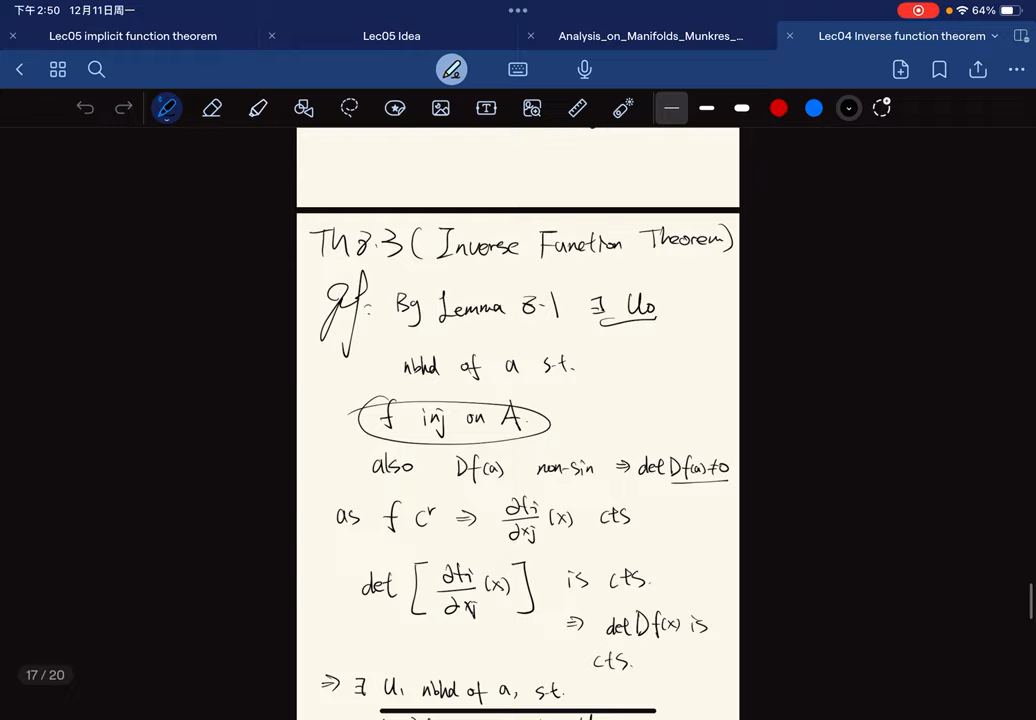 下午 2:50 12月11日周一
64%
Lec05 implicit function theorem
Lec05 Idea
Analysis_on_Manifolds_Munkres_...
Lec04 Inverse function theorem
Th 8.3 ( Inverse Function Theorem)
pf: By Lemma 8.1 ∃ U0
nbhd of a s.t.
f inj on A.
also Df(a) non-sin ⇒ det Df(a)≠0
as f C^r ⇒ ∂fi/∂xj (x) cts
det [ ∂fi/∂xj (x) ] is cts.
⇒ det Df(x) is
cts.
⇒ ∃ U1 nbhd of a, s.t.
17 / 20